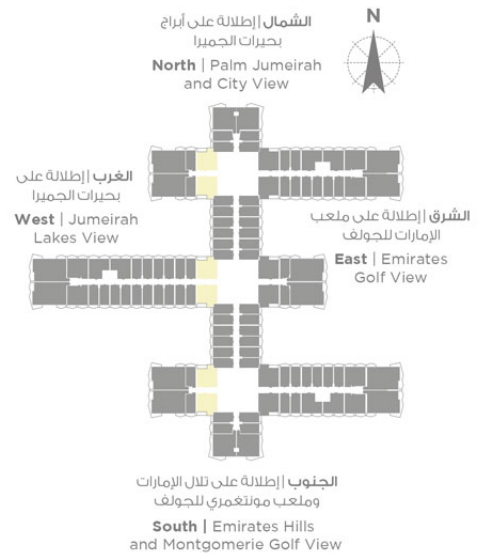 الشمال | إطلالة على أبراج
بحيرات الجميرا
North | Palm Jumeirah
and City View
N
الغرب | إطلالة على
بحيرات الجميرا
West | Jumeirah
Lakes View
الشرق | إطلالة على ملعب
الإمارات للجولف
East | Emirates
Golf View
الجنوب | إطلالة على تلال الإمارات
وملعب مونتغمري للجولف
South | Emirates Hills
and Montgomerie Golf View